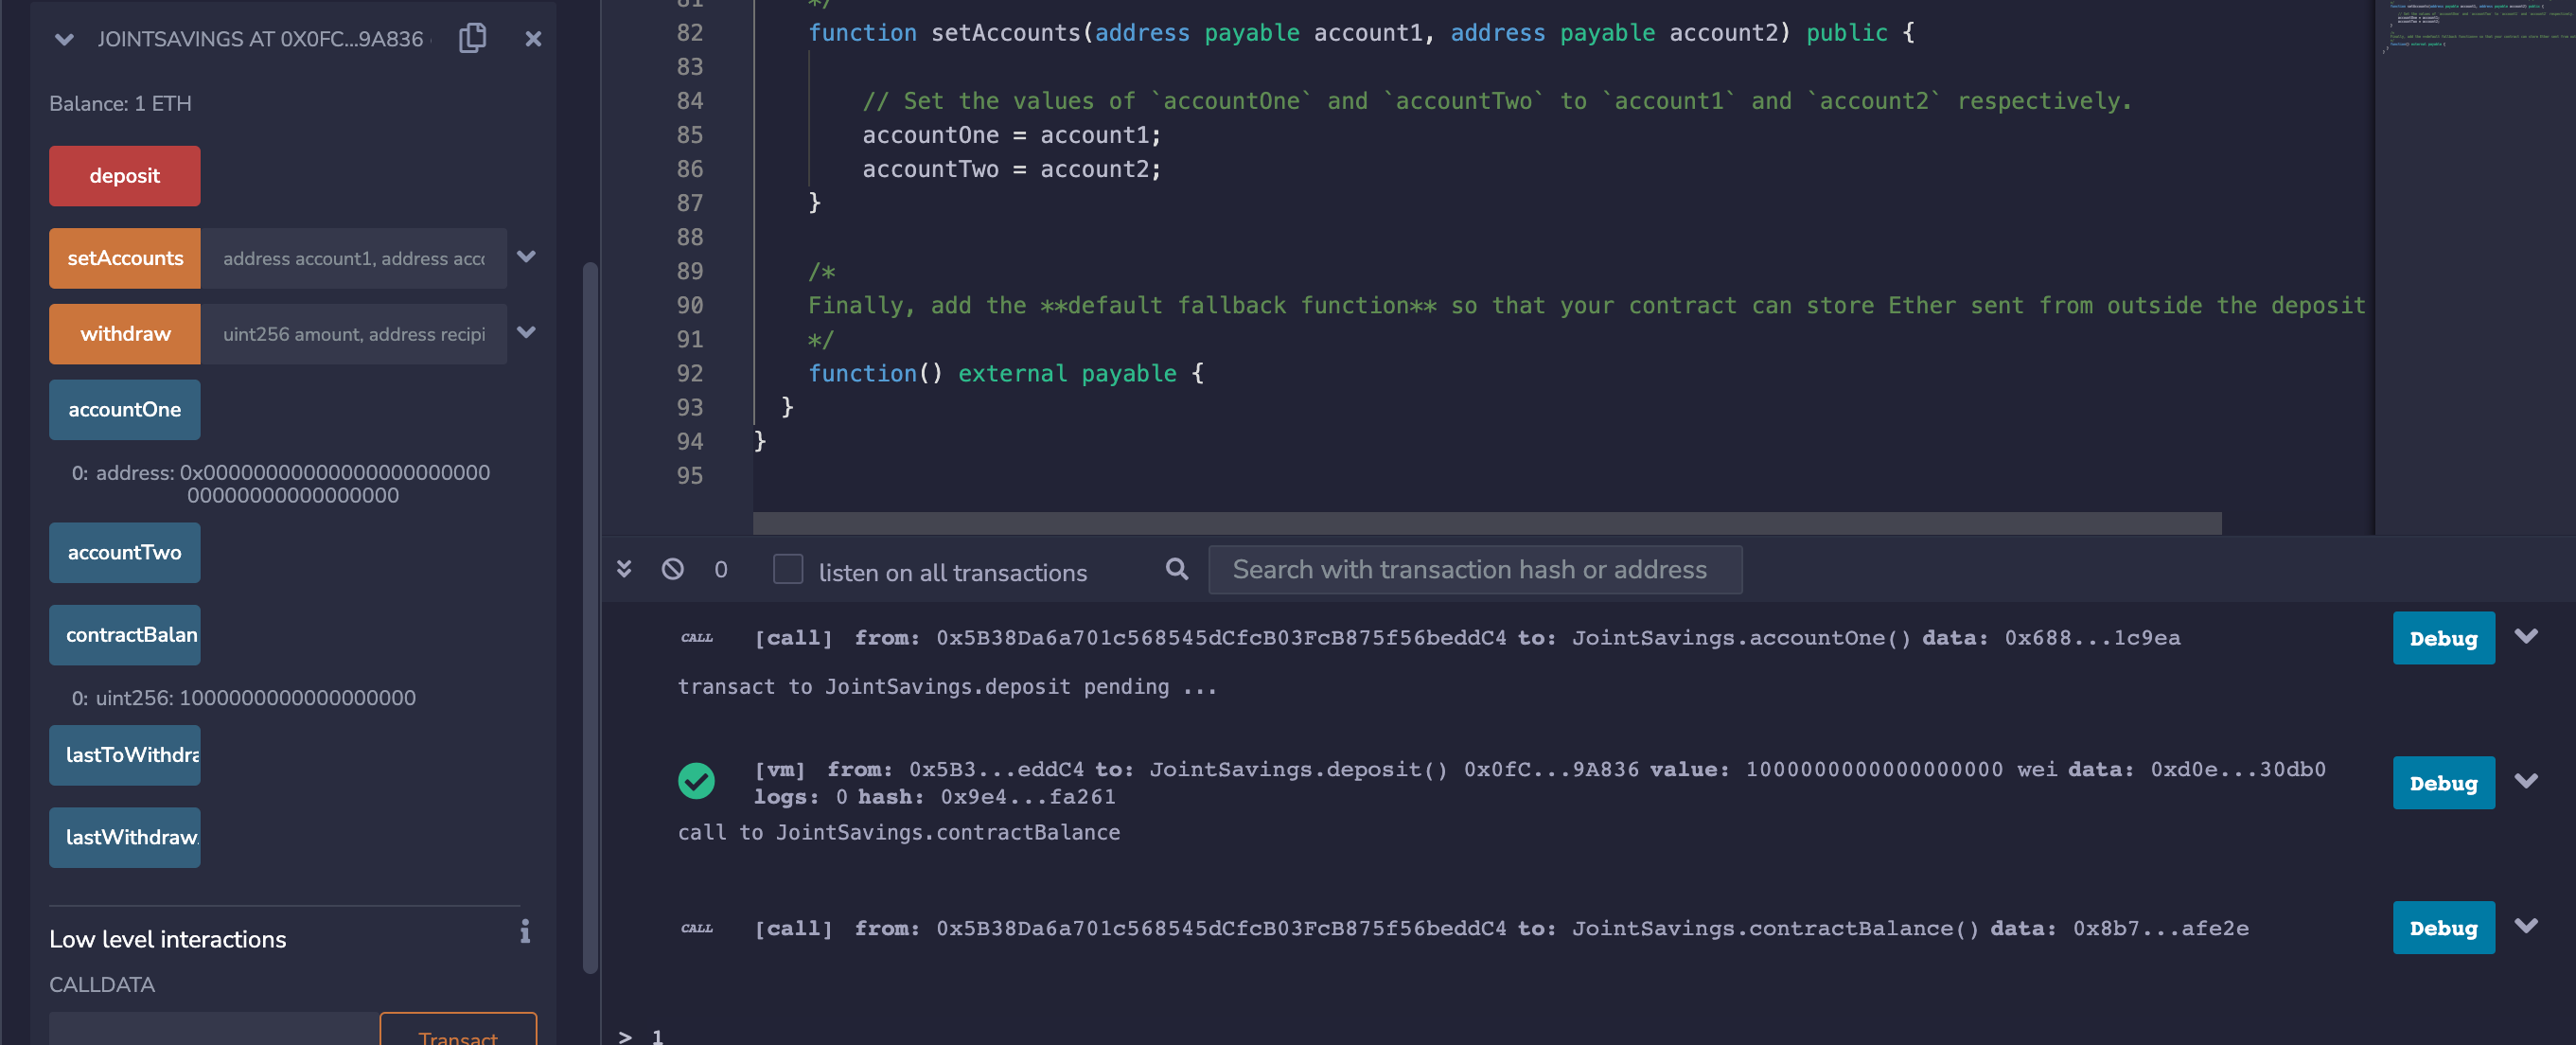 JOINTSAVINGS AT 0X0FC...9A836
Balance: 1 ETH
deposit
setAccounts
address account1, address acco
withdraw
uint256 amount, address recipi
accountOne
0: address: 0x00000000000000000000000
00000000000000000
accountTwo
contractBalan
0: uint256: 1000000000000000000
lastToWithdra
lastWithdraw
Low level interactions
CALLDATA
Transact
81 */
82 function setAccounts(address payable account1, address payable account2) public {
83
84 // Set the values of `accountOne` and `accountTwo` to `account1` and `account2` respectively.
85 accountOne = account1;
86 accountTwo = account2;
87 }
88
89 /*
90 Finally, add the **default fallback function** so that your contract can store Ether sent from outside the deposit
91 */
92 function() external payable {
93 }
94 }
95
0 listen on all transactions Search with transaction hash or address
CALL [call] from: 0x5B38Da6a701c568545dCfcB03FcB875f56beddC4 to: JointSavings.accountOne() data: 0x688...1c9ea Debug
transact to JointSavings.deposit pending ...
[vm] from: 0x5B3...eddC4 to: JointSavings.deposit() 0x0fC...9A836 value: 1000000000000000000 wei data: 0xd0e...30db0 Debug
logs: 0 hash: 0x9e4...fa261
call to JointSavings.contractBalance
CALL [call] from: 0x5B38Da6a701c568545dCfcB03FcB875f56beddC4 to: JointSavings.contractBalance() data: 0x8b7...afe2e Debug
> 1